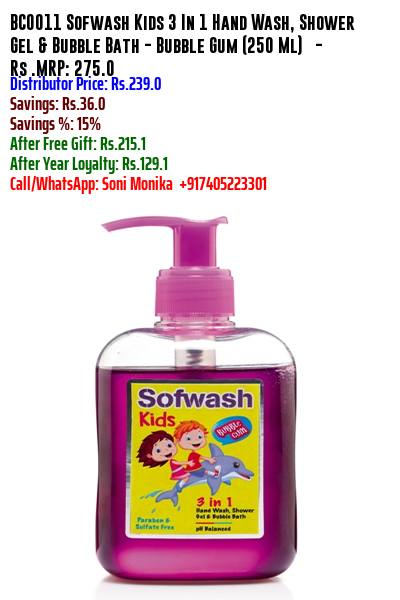 BC0011 Sofwash Kids 3 In 1 Hand Wash, Shower
Gel & Bubble Bath - Bubble Gum (250 Ml)   -
Rs .MRP: 275.0
Distributor Price: Rs.239.0
Savings: Rs.36.0
Savings %: 15%
After Free Gift: Rs.215.1
After Year Loyalty: Rs.129.1
Call/WhatsApp: Soni Monika  +917405223301
Sofwash
Kids
BUBBLE
GUM
3 in 1
Hand Wash, Shower
Gel & Bubble Bath
pH Balanced
Paraben &
Sulfate Free